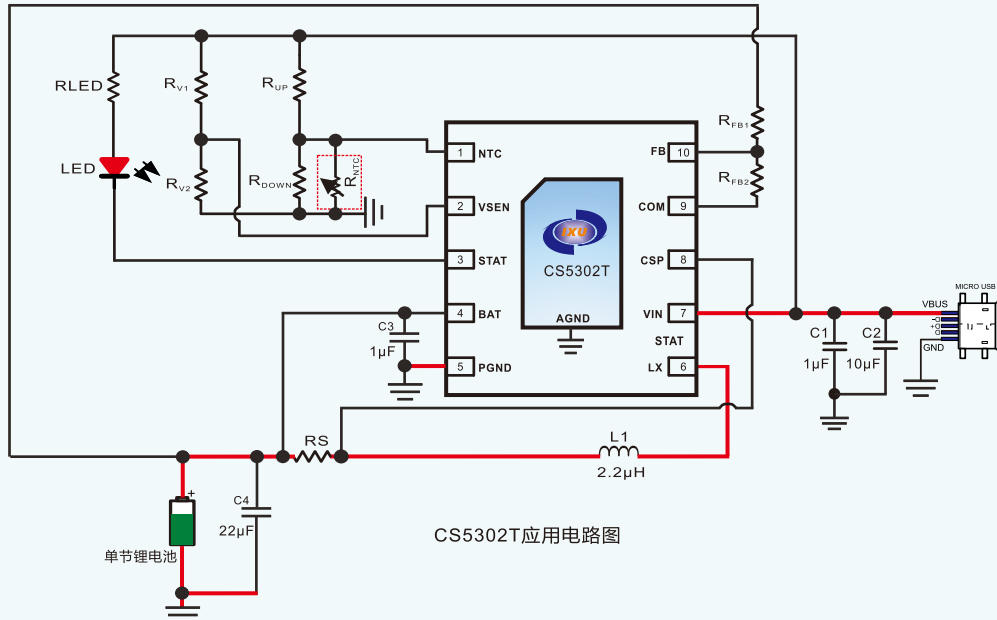 RLED
RV1
RUP
LED
RV2
RDOWN
RNTC
1 NTC
2 VSEN
3 STAT
4 BAT
5 PGND
FB 10
COM 9
CSP 8
VIN 7
STAT
LX 6
iXU
CS5302T
AGND
RFB1
RFB2
C3
1μF
C1
1μF
C2
10μF
MICRO USB
VBUS
GND
RS
L1
2.2μH
C4
22μF
+
单节锂电池
CS5302T应用电路图